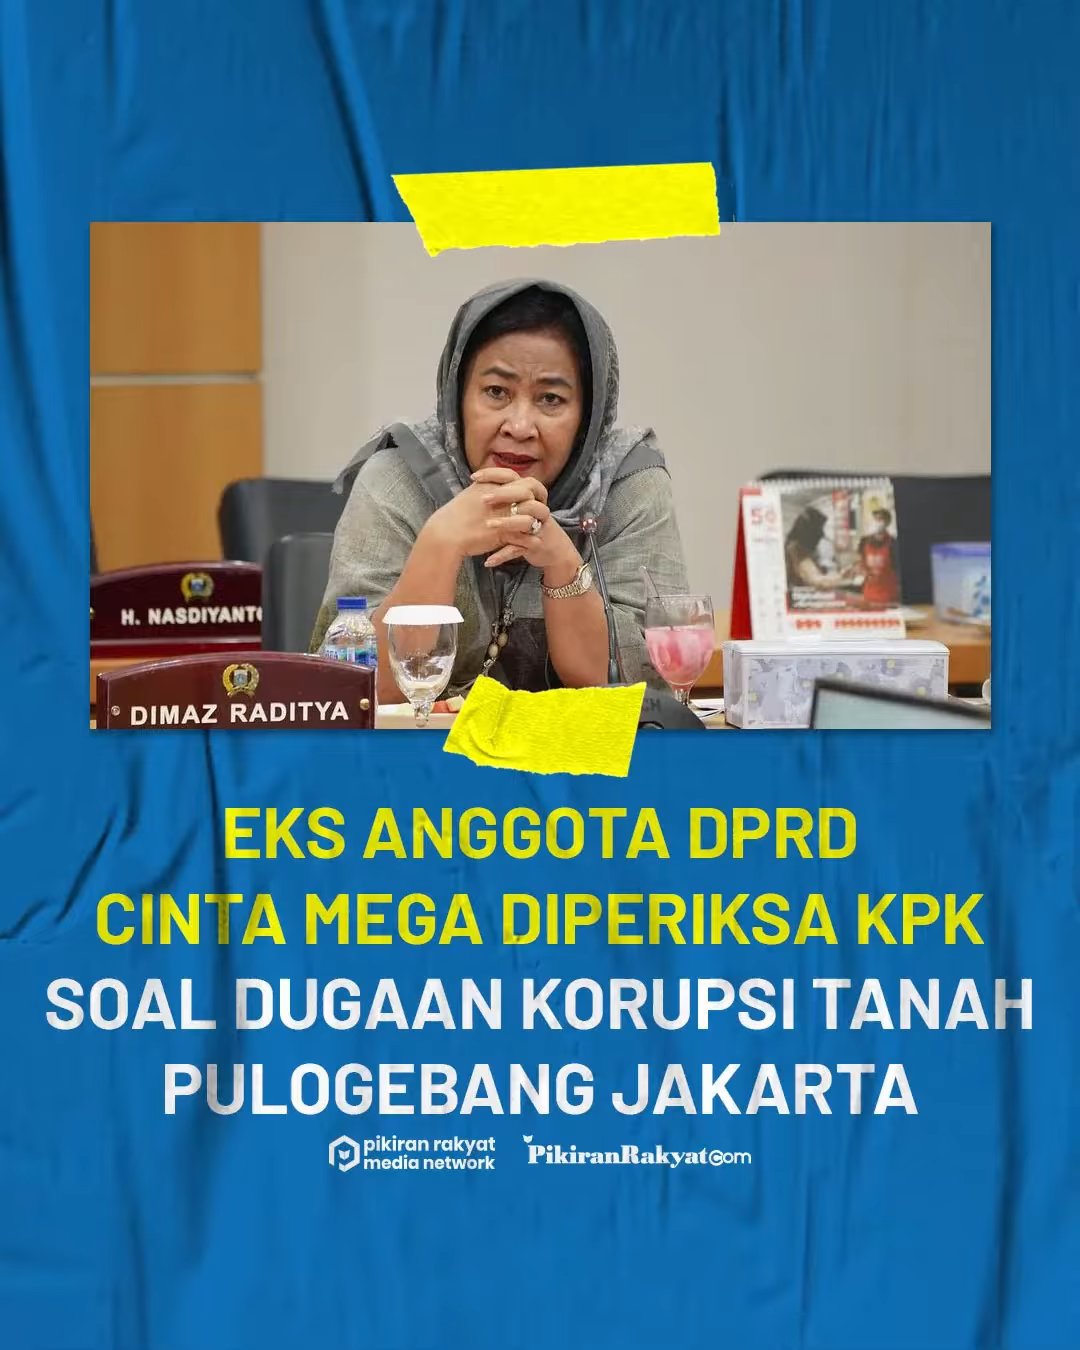 H. NASDIYANTO
DIMAZ RADITYA
EKS ANGGOTA DPRD
CINTA MEGA DIPERIKSA KPK
SOAL DUGAAN KORUPSI TANAH
PULOGEBANG JAKARTA
pikiran rakyat
media network
PikiranRakyat.com